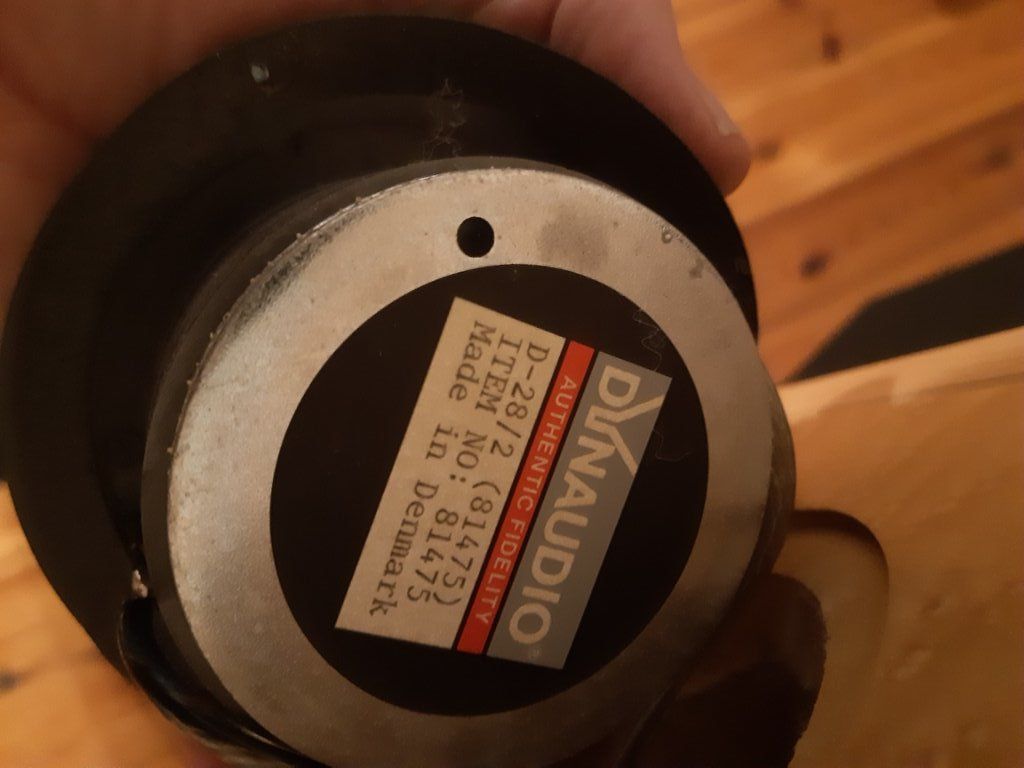 DYNAUDIO®
AUTHENTIC FIDELITY
D-28/2 (81475)
ITEM NO: 81475
Made in Denmark